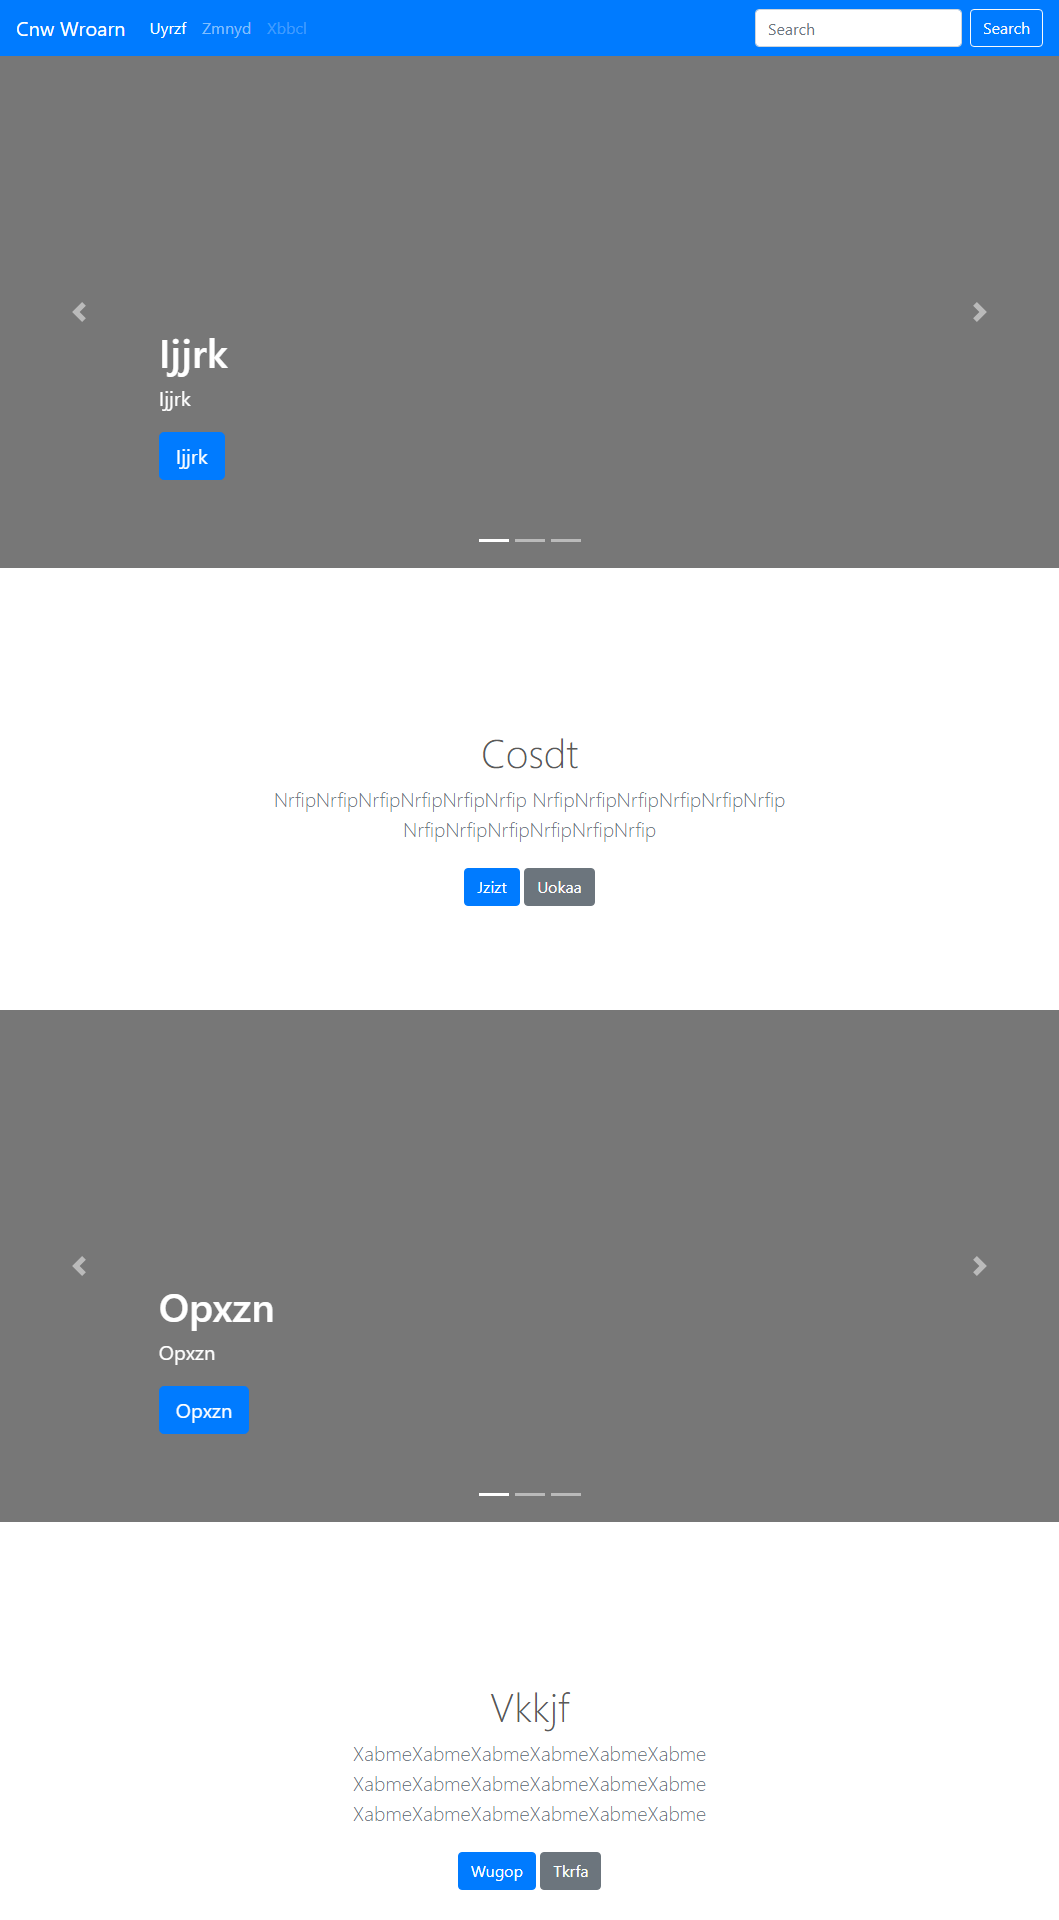 Cnw Wroarn Uyrzf Zmnyd Xbbcl Search Search
Ijjrk
Ijjrk
Ijjrk
Cosdt
NrfipNrfipNrfipNrfipNrfipNrfip NrfipNrfipNrfipNrfipNrfipNrfip
NrfipNrfipNrfipNrfipNrfipNrfip
Jzizt Uokaa
Opxzn
Opxzn
Opxzn
Vkkjf
XabmeXabmeXabmeXabmeXabmeXabme
XabmeXabmeXabmeXabmeXabmeXabme
XabmeXabmeXabmeXabmeXabmeXabme
Wugop Tkrfa